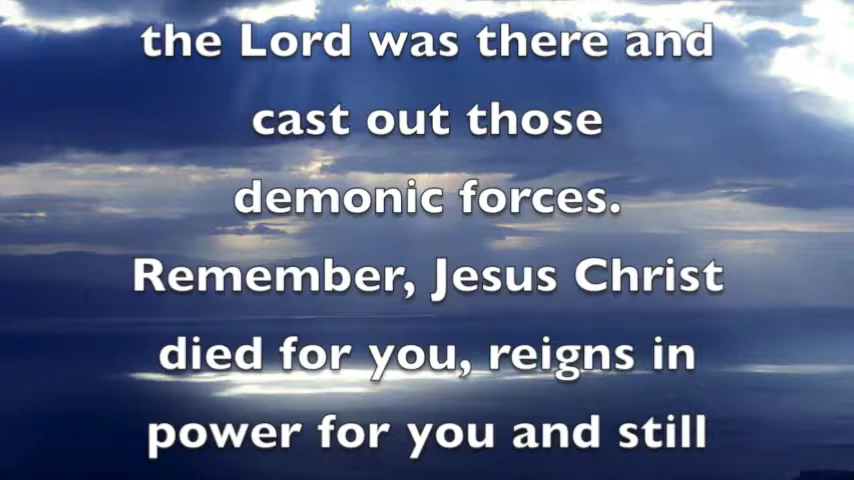 the Lord was there and
cast out those
demonic forces.
Remember, Jesus Christ
died for you, reigns in
power for you and still